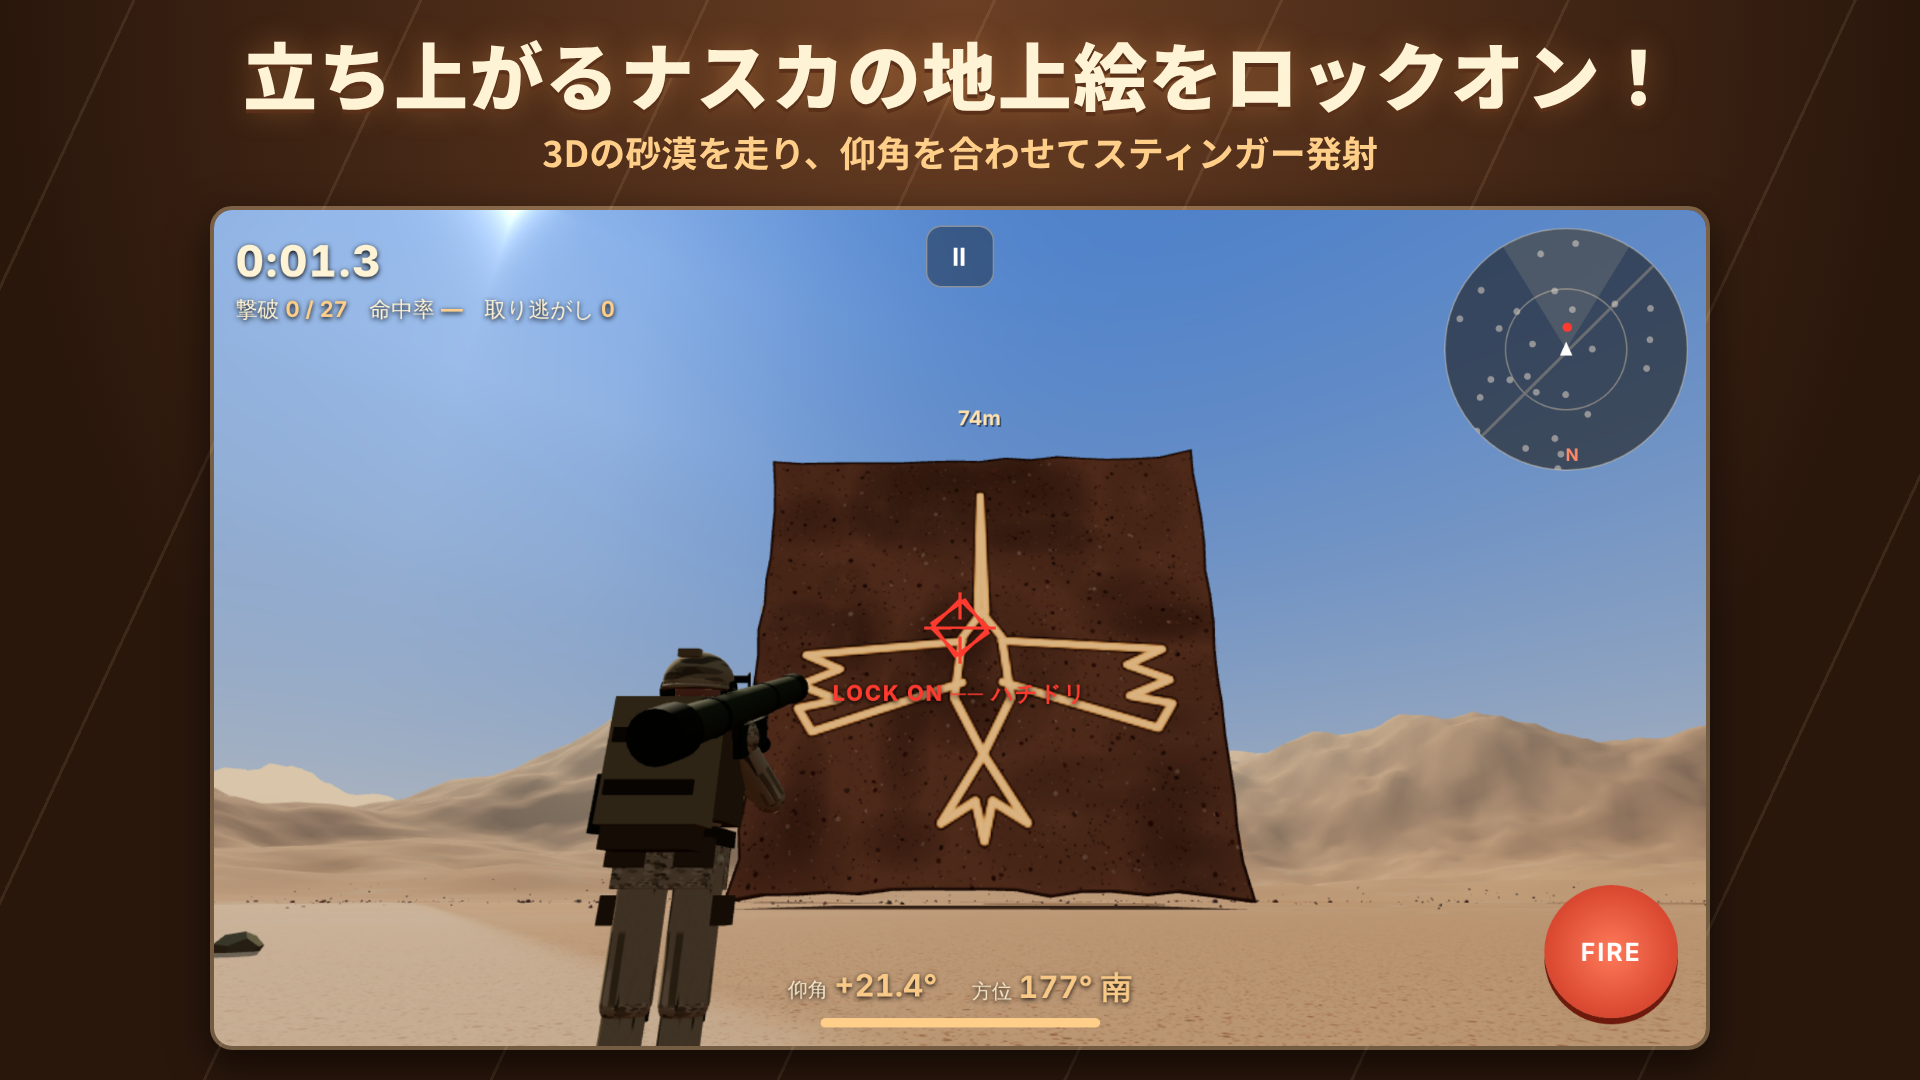 立ち上がるナスカの地上絵をロックオン！
3Dの砂漠を走り、仰角を合わせてスティンガー発射
0:01.3
撃破 0 / 27 命中率 — 取り逃がし 0
74m
N
LOCK ON —— ハチドリ
FIRE
仰角 +21.4° 方位 177° 南